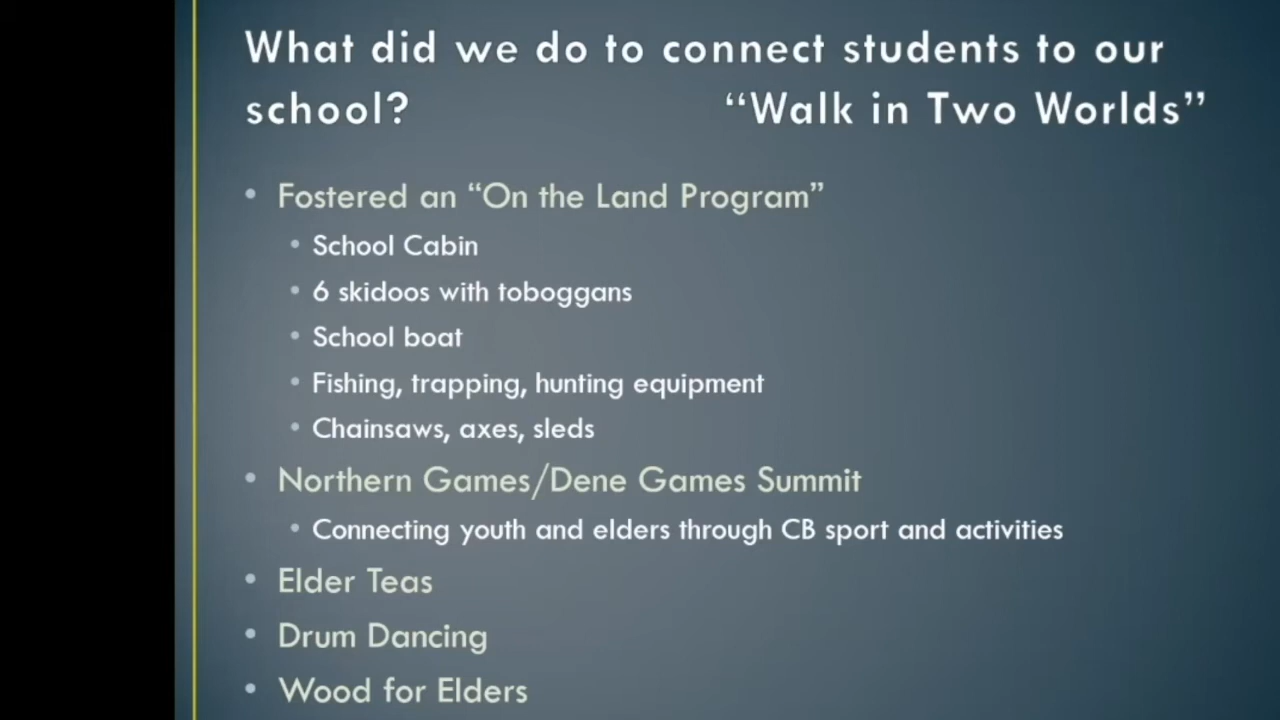 What did we do to connect students to our
school? “Walk in Two Worlds”
• Fostered an “On the Land Program”
• School Cabin
• 6 skidoos with toboggans
• School boat
• Fishing, trapping, hunting equipment
• Chainsaws, axes, sleds
• Northern Games/Dene Games Summit
• Connecting youth and elders through CB sport and activities
• Elder Teas
• Drum Dancing
• Wood for Elders